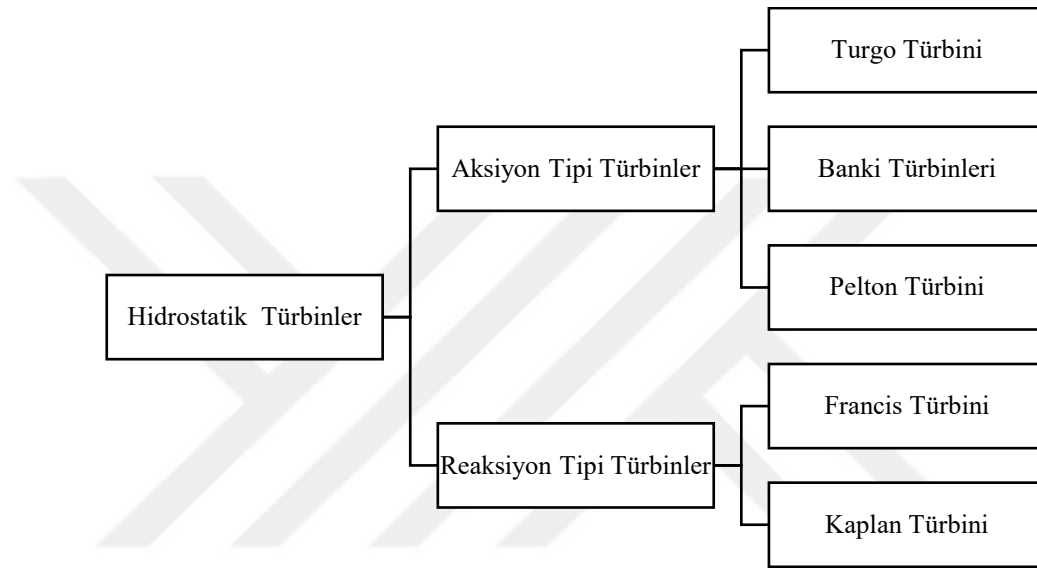 Turgo Türbini
Aksiyon Tipi Türbinler
Banki Türbinleri
Pelton Türbini
Hidrostatik Türbinler
Francis Türbini
Reaksiyon Tipi Türbinler
Kaplan Türbini